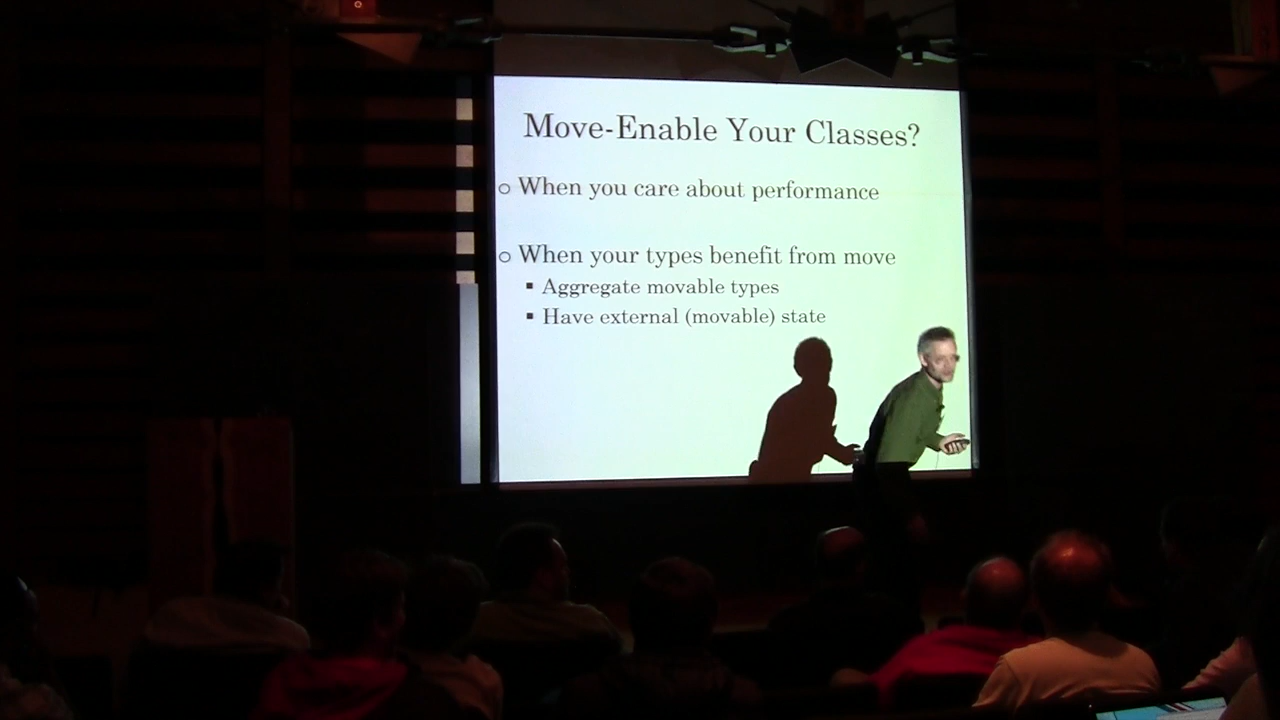 Move-Enable Your Classes?
When you care about performance
When your types benefit from move
Aggregate movable types
Have external (movable) state